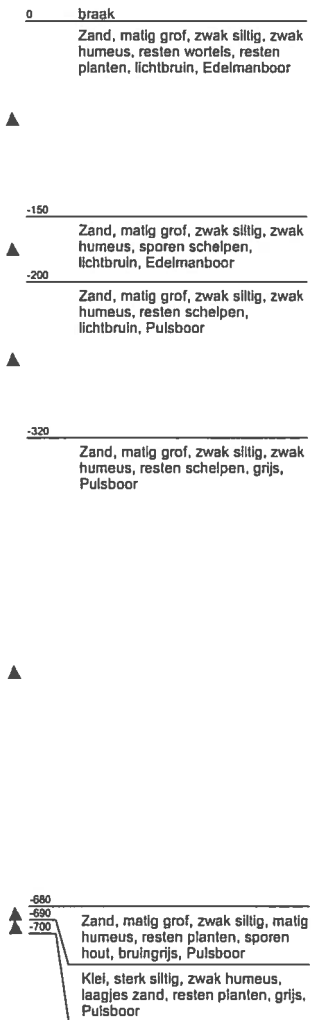 0 braak
Zand, matig grof, zwak siltig, zwak
humeus, resten wortels, resten
planten, lichtbruin, Edelmanboor
-150
Zand, matig grof, zwak siltig, zwak
humeus, sporen schelpen,
lichtbruin, Edelmanboor
-200
Zand, matig grof, zwak siltig, zwak
humeus, resten schelpen,
lichtbruin, Pulsboor
-320
Zand, matig grof, zwak siltig, zwak
humeus, resten schelpen, grijs,
Pulsboor
-680
-690
-700
Zand, matig grof, zwak siltig, matig
humeus, resten planten, sporen
hout, bruingrijs, Pulsboor
Klei, sterk siltig, zwak humeus,
laagjes zand, resten planten, grijs,
Pulsboor